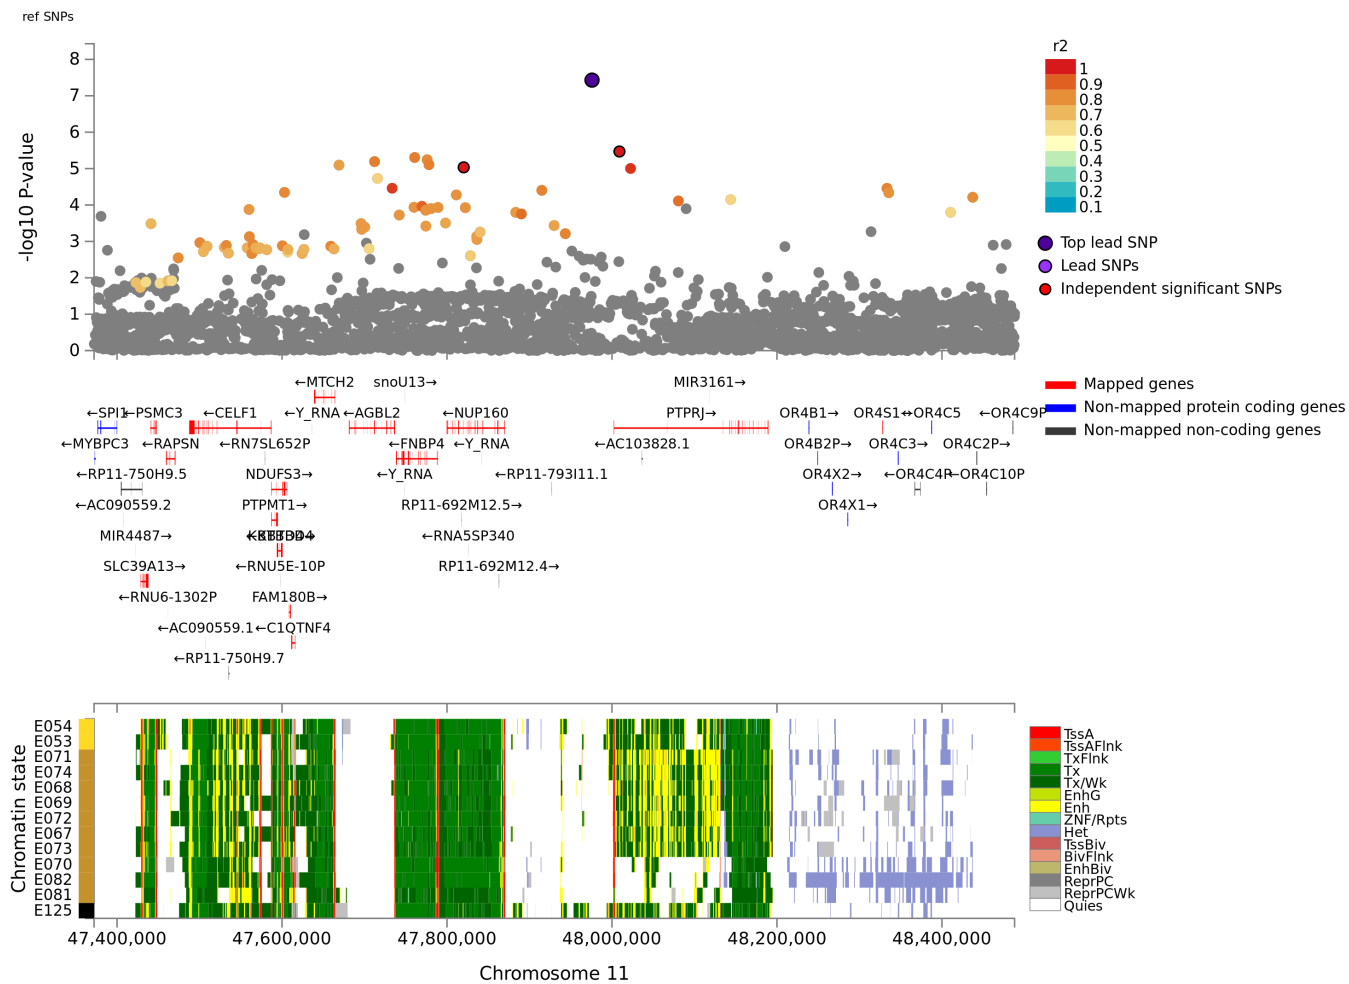 ref SNPs
r2
8
7
6
5
4
3
2
1
0
-log10 P-value
1
0.9
0.8
0.7
0.6
0.5
0.4
0.3
0.2
0.1
Top lead SNP
Lead SNPs
Independent significant SNPs
←MTCH2 snoU13→ MIR3161→
Mapped genes
←SPI1 ←PSMC3 ←CELF1 ←Y_RNA ←AGBL2 ←NUP160 PTPRJ→ OR4B1→ OR4S1→ ←OR4C5 ←OR4C9P
Non-mapped protein coding genes
Non-mapped non-coding genes
←MYBPC3 ←RAPSN ←RN7SL652P ←FNBP4 ←Y_RNA ←AC103828.1 OR4B2P→ OR4C3→ OR4C2P→
←RP11-750H9.5 NDUFS3→ ←Y_RNA ←RP11-793I11.1 OR4X2→ ←OR4C4P ←OR4C10P
←AC090559.2 PTPMT1→ RP11-692M12.5→ OR4X1→
MIR4487→ ←RNA5SP340
SLC39A13→ ←RNU5E-10P RP11-692M12.4→
←RNU6-1302P FAM180B→
←AC090559.1 ←C1QTNF4
←RP11-750H9.7
Chromatin state
E054
E053
E071
E074
E068
E069
E072
E067
E073
E070
E082
E081
E125
TssA
TssAFlnk
TxFlnk
Tx
Tx/Wk
EnhG
Enh
ZNF/Rpts
Het
TssBiv
BivFlnk
EnhBiv
ReprPC
ReprPCWk
Quies
47,400,000 47,600,000 47,800,000 48,000,000 48,200,000 48,400,000
Chromosome 11